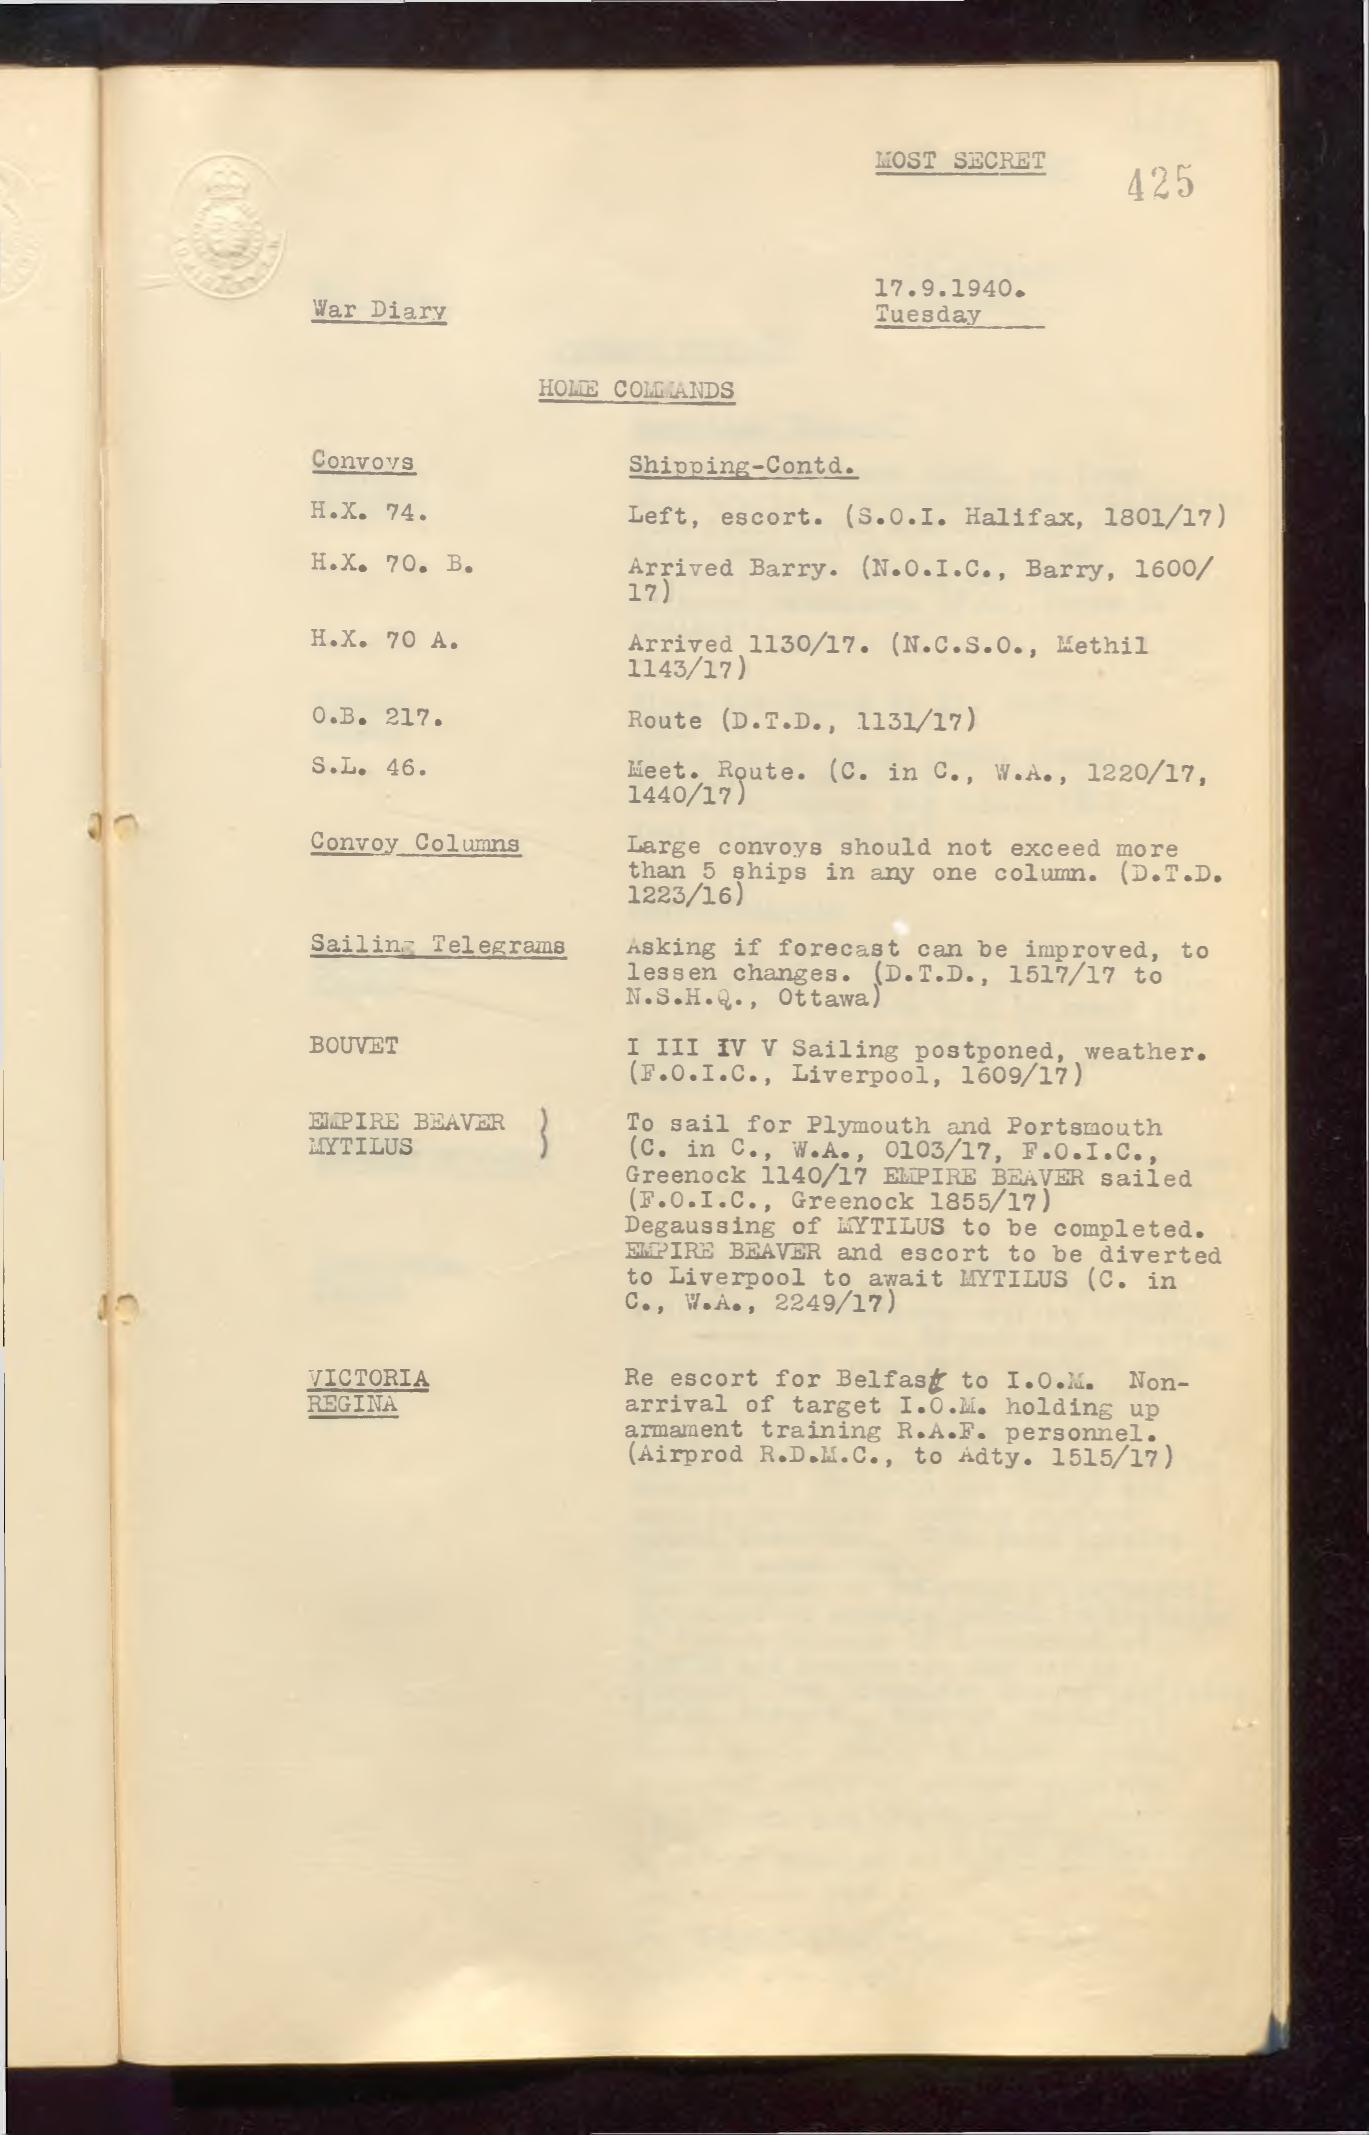 MOST SECRET
425
17.9.1940.
War Diary
Tuesday
HOME COMMANDS
Convoys
Shipping-Contd.
H.X. 74.
Left, escort. (S.O.I. Halifax, 1801/17)
H.X. 70. B.
Arrived Barry. (N.O.I.C., Barry, 1600/
17)
H.X. 70 A.
Arrived 1130/17. (N.C.S.O., Methil
1143/17)
O.B. 217.
Route (D.T.D., 1131/17)
S.L. 46.
Meet. Route. (C. in C., W.A., 1220/17,
1440/17)
Convoy Columns
Large convoys should not exceed more
than 5 ships in any one column. (D.T.D.
1223/16)
Sailing Telegrams
Asking if forecast can be improved, to
lessen changes. (D.T.D., 1517/17 to
N.S.H.Q., Ottawa)
BOUVET
I III IV V Sailing postponed, weather.
(F.O.I.C., Liverpool, 1609/17)
EMPIRE BEAVER }
MYTILUS
To sail for Plymouth and Portsmouth
(C. in C., W.A., 0103/17, F.O.I.C.,
Greenock 1140/17 EMPIRE BEAVER sailed
(F.O.I.C., Greenock 1855/17)
Degaussing of MYTILUS to be completed.
EMPIRE BEAVER and escort to be diverted
to Liverpool to await MYTILUS (C. in
C., W.A., 2249/17)
VICTORIA
REGINA
Re escort for Belfast to I.O.M. Non-
arrival of target I.O.M. holding up
armament training R.A.F. personnel.
(Airprod R.D.M.C., to Adty. 1515/17)